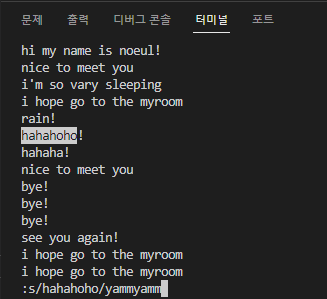 문제 출력 디버그 콘솔 터미널 포트
hi my name is noeul!
nice to meet you
i'm so vary sleeping
i hope go to the myroom
rain!
hahahoho!
hahaha!
nice to meet you
bye!
bye!
bye!
see you again!
i hope go to the myroom
i hope go to the myroom
:s/hahahoho/yammyamm